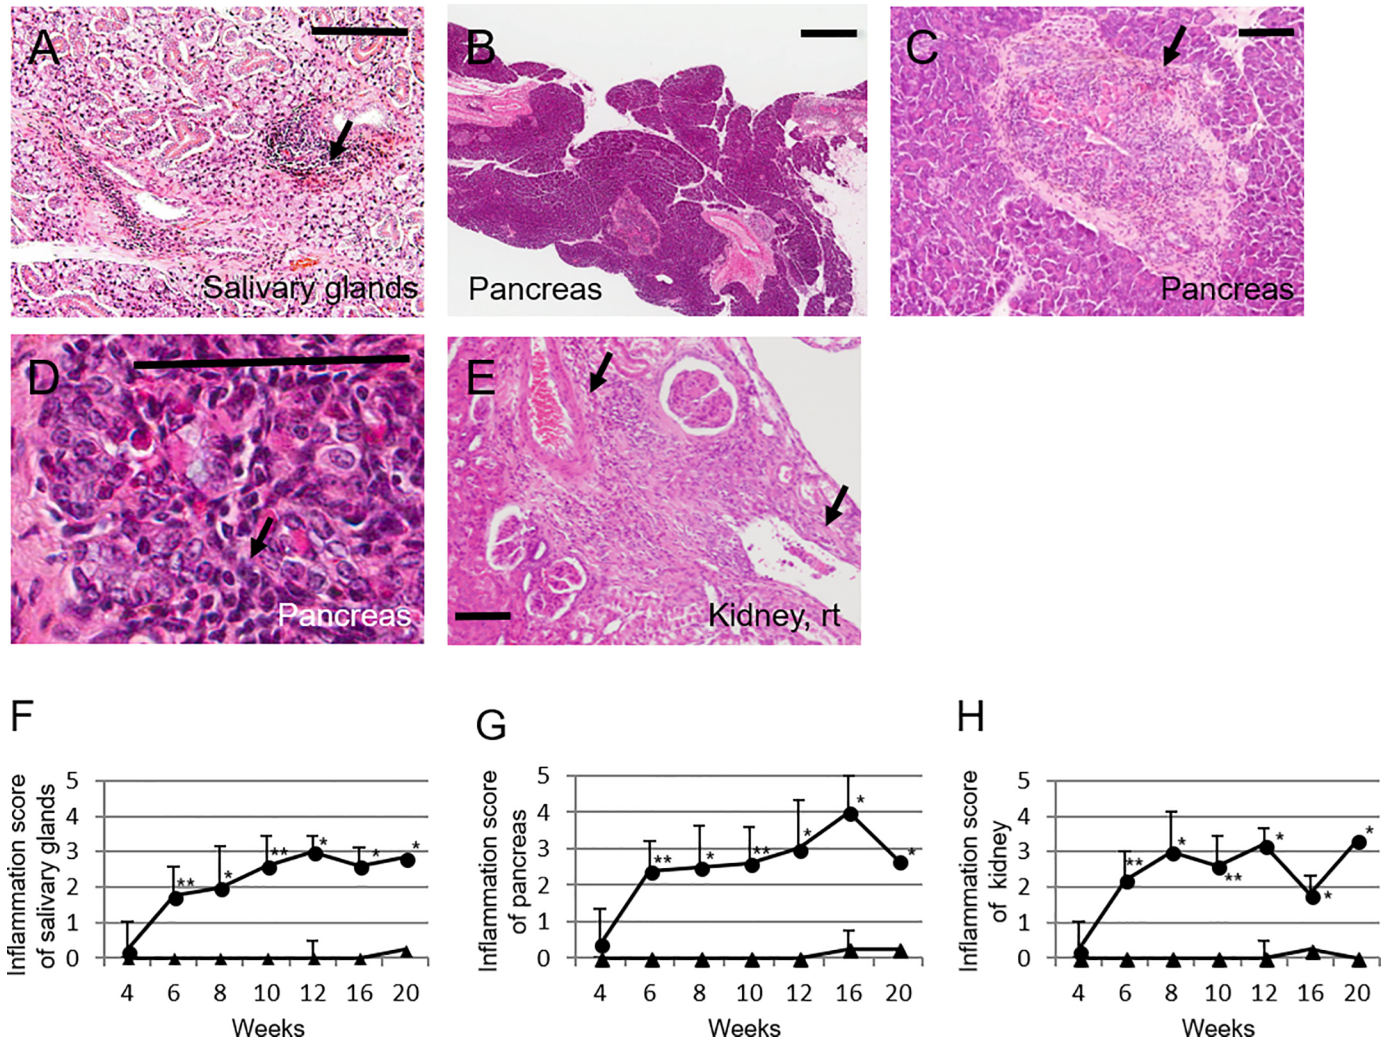 A
Salivary glands
B
Pancreas
C
Pancreas
D
Pancreas
E
Kidney, rt
F
Inflammation score
of salivary glands
5
4
3
2
1
0
** * ** * * *
4 6 8 10 12 16 20
Weeks
G
Inflammation score
of pancreas
5
4
3
2
1
0
** * ** * * *
4 6 8 10 12 16 20
Weeks
H
Inflammation score
of kidney
5
4
3
2
1
0
** * ** * * *
4 6 8 10 12 16 20
Weeks